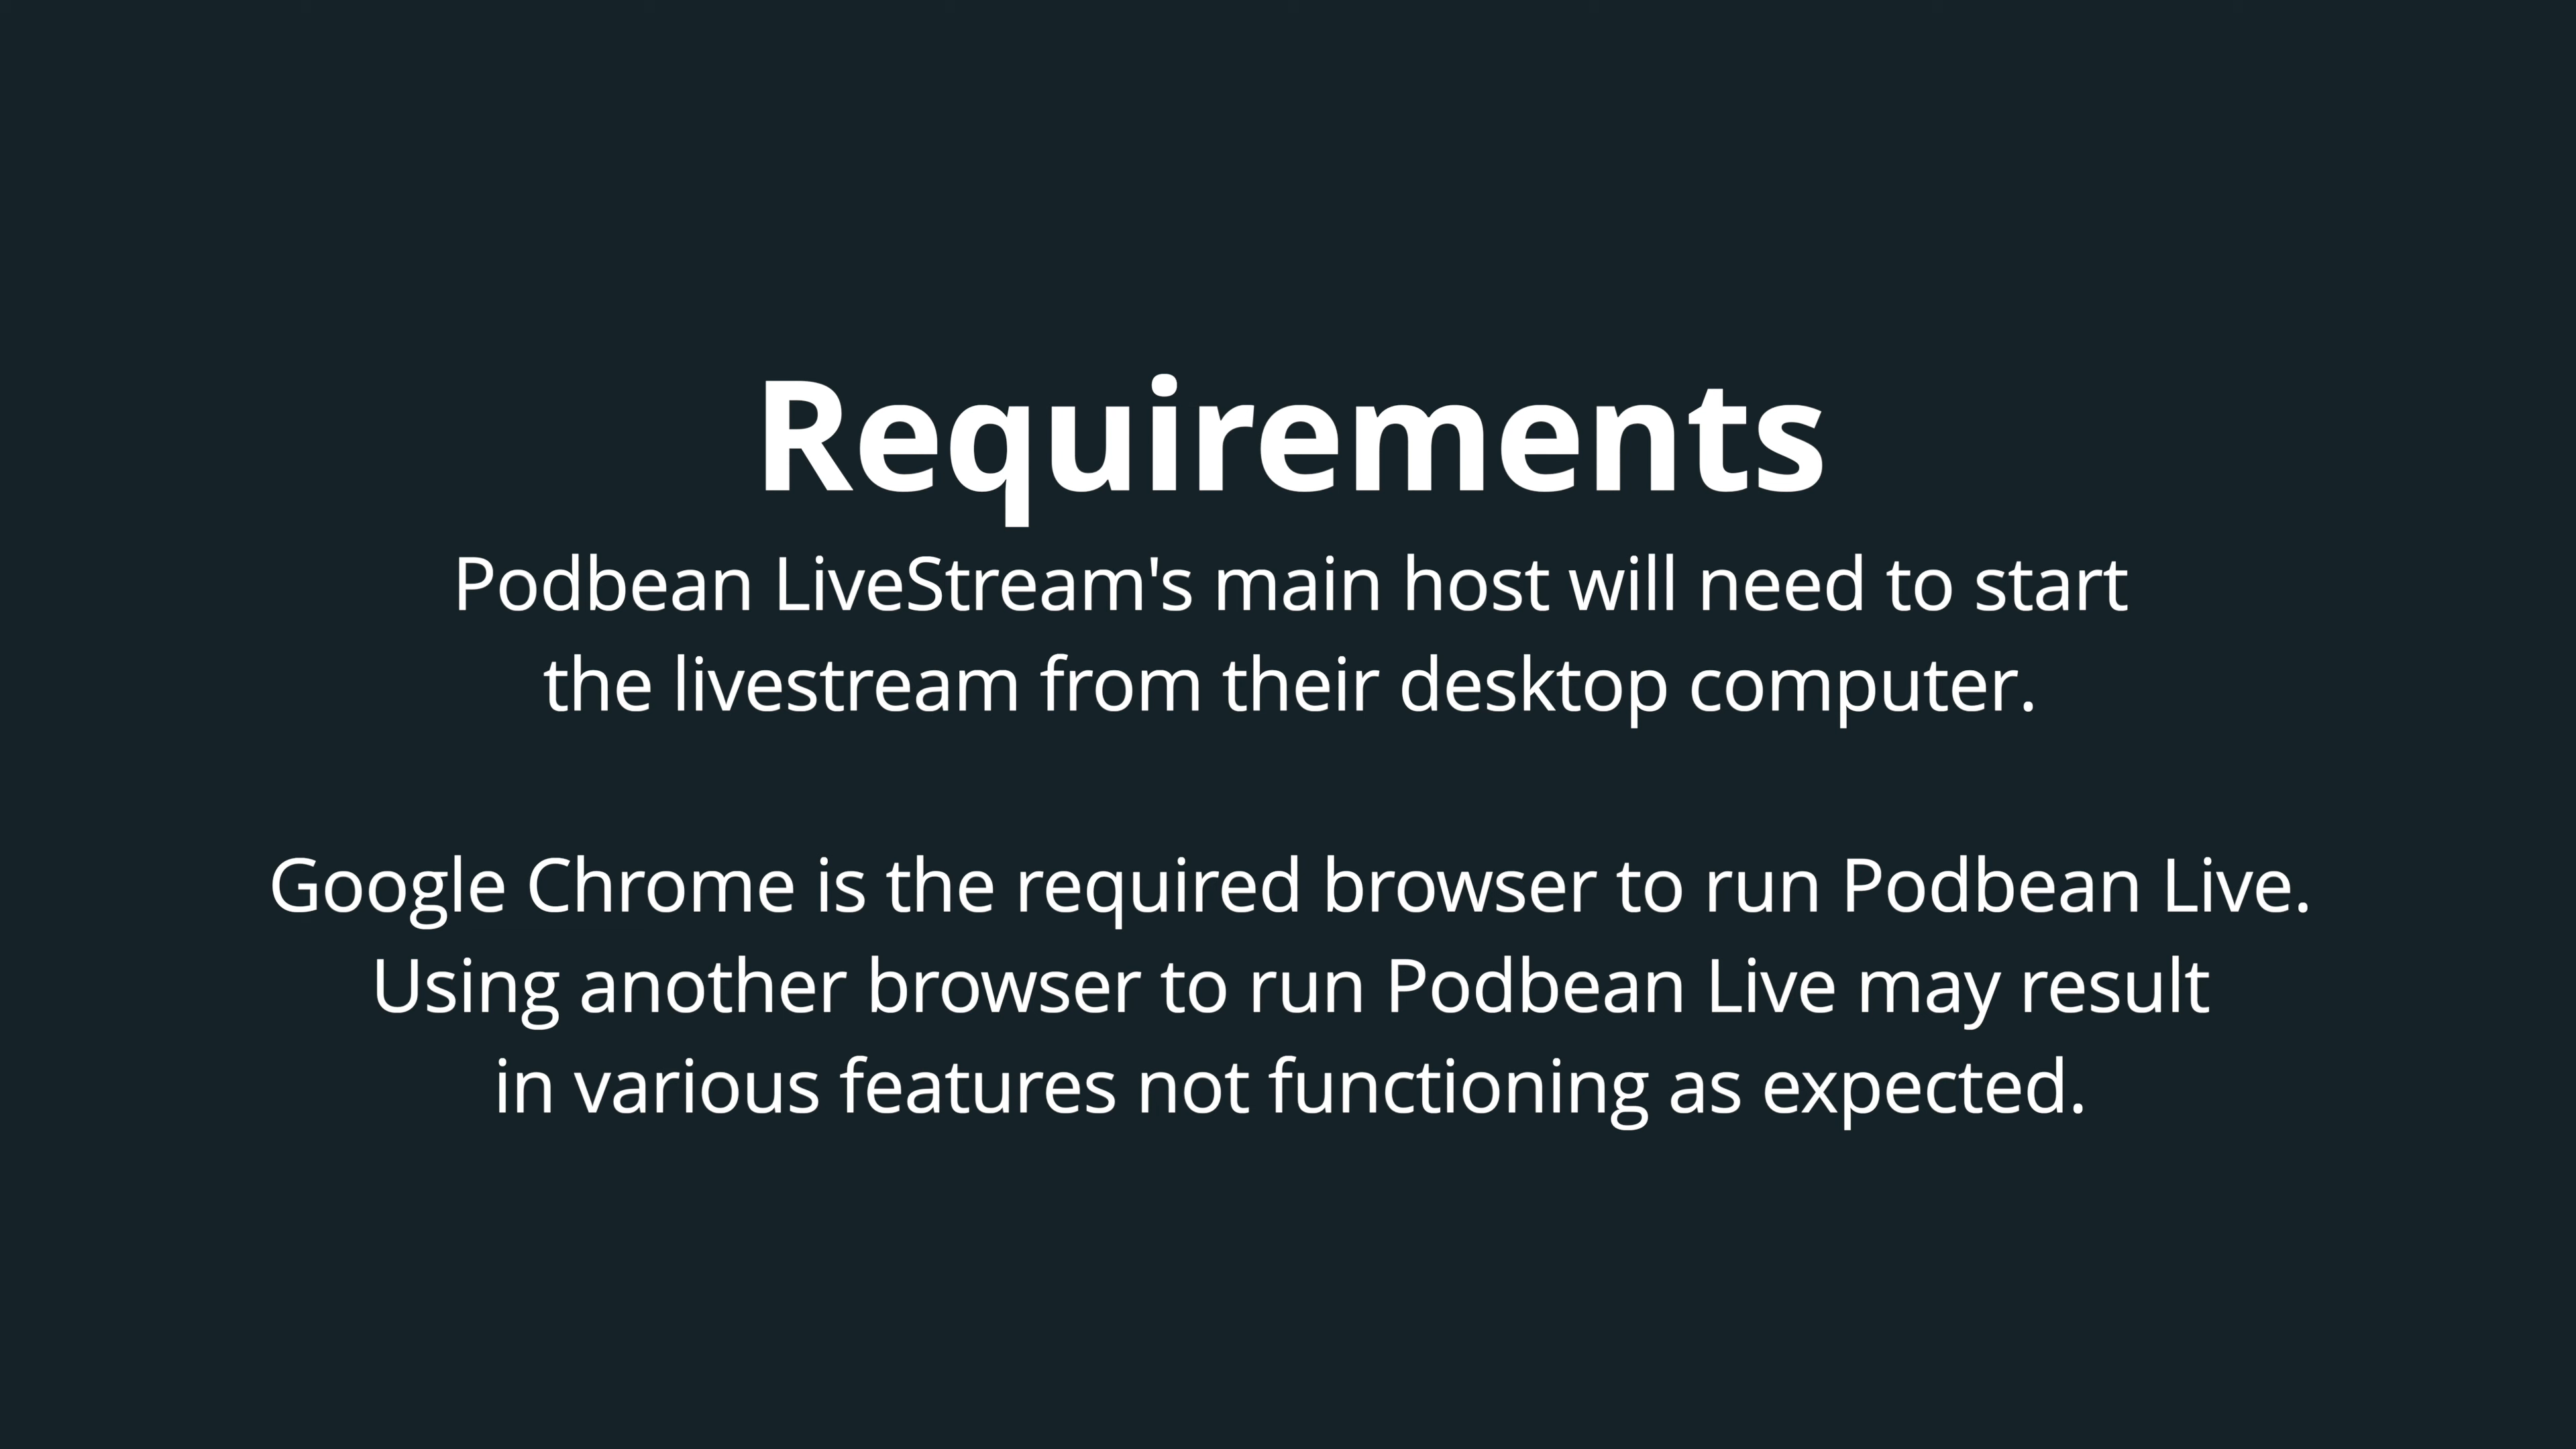 Requirements
Podbean LiveStream's main host will need to start
the livestream from their desktop computer.
Google Chrome is the required browser to run Podbean Live.
Using another browser to run Podbean Live may result
in various features not functioning as expected.